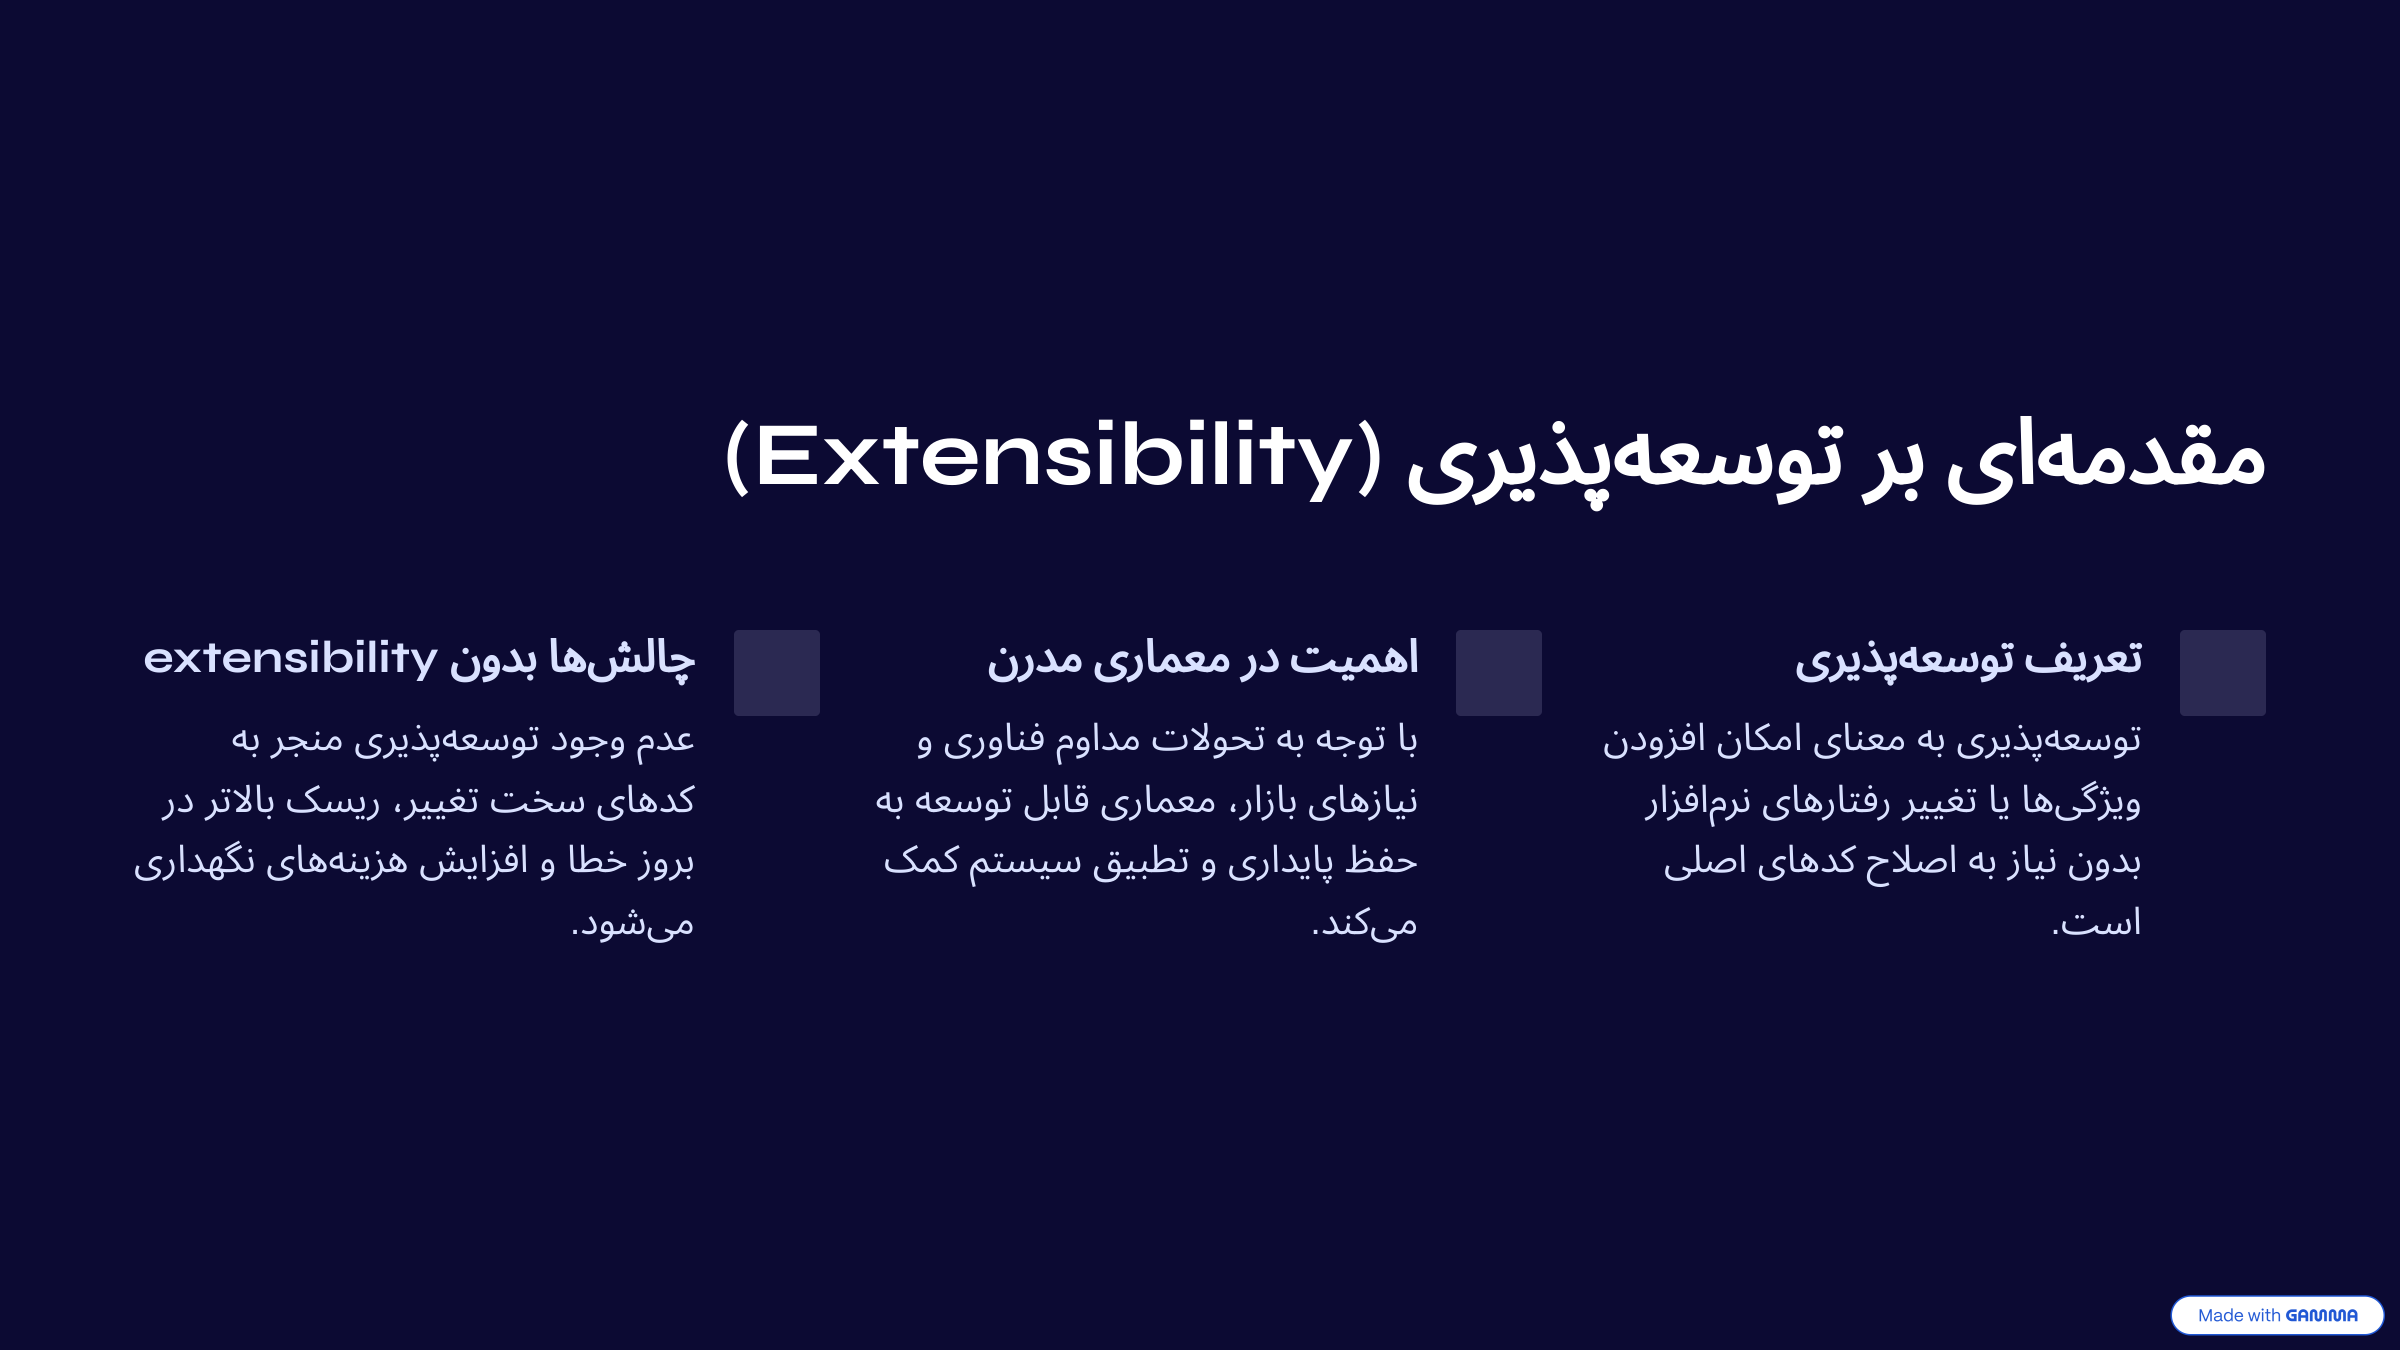 مقدمه‌ای بر توسعه‌پذیری (Extensibility)
تعریف توسعه‌پذیری
توسعه‌پذیری به معنای امکان افزودن
ویژگی‌ها یا تغییر رفتارهای نرم‌افزار
بدون نیاز به اصلاح کدهای اصلی
است.
اهمیت در معماری مدرن
با توجه به تحولات مداوم فناوری و
نیازهای بازار، معماری قابل توسعه به
حفظ پایداری و تطبیق سیستم کمک
می‌کند.
چالش‌ها بدون extensibility
عدم وجود توسعه‌پذیری منجر به
کدهای سخت تغییر، ریسک بالاتر در
بروز خطا و افزایش هزینه‌های نگهداری
می‌شود.
Made with GAMMA